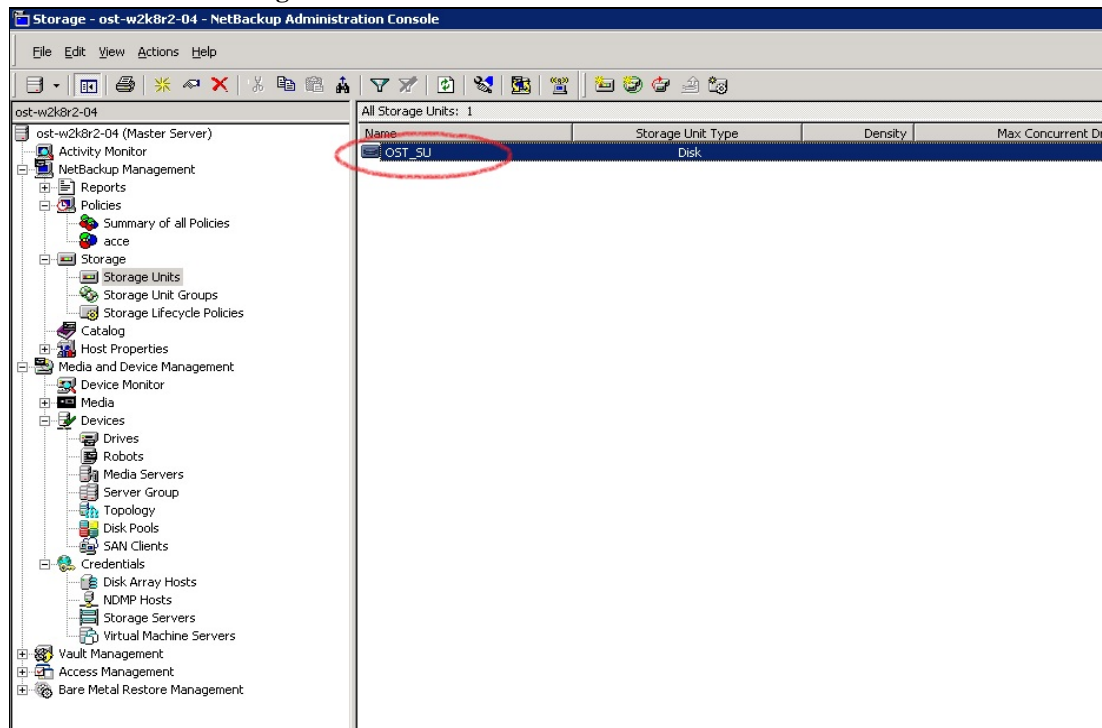 Storage - ost-w2k8r2-04 - NetBackup Administration Console
File Edit View Actions Help
ost-w2k8r2-04
All Storage Units: 1
ost-w2k8r2-04 (Master Server)
Activity Monitor
NetBackup Management
Reports
Policies
Summary of all Policies
acce
Storage
Storage Units
Storage Unit Groups
Storage Lifecycle Policies
Catalog
Host Properties
Media and Device Management
Device Monitor
Media
Devices
Drives
Robots
Media Servers
Server Group
Topology
Disk Pools
SAN Clients
Credentials
Disk Array Hosts
NDMP Hosts
Storage Servers
Virtual Machine Servers
Vault Management
Access Management
Bare Metal Restore Management
Name Storage Unit Type Density Max Concurrent Dr
OST_SU Disk